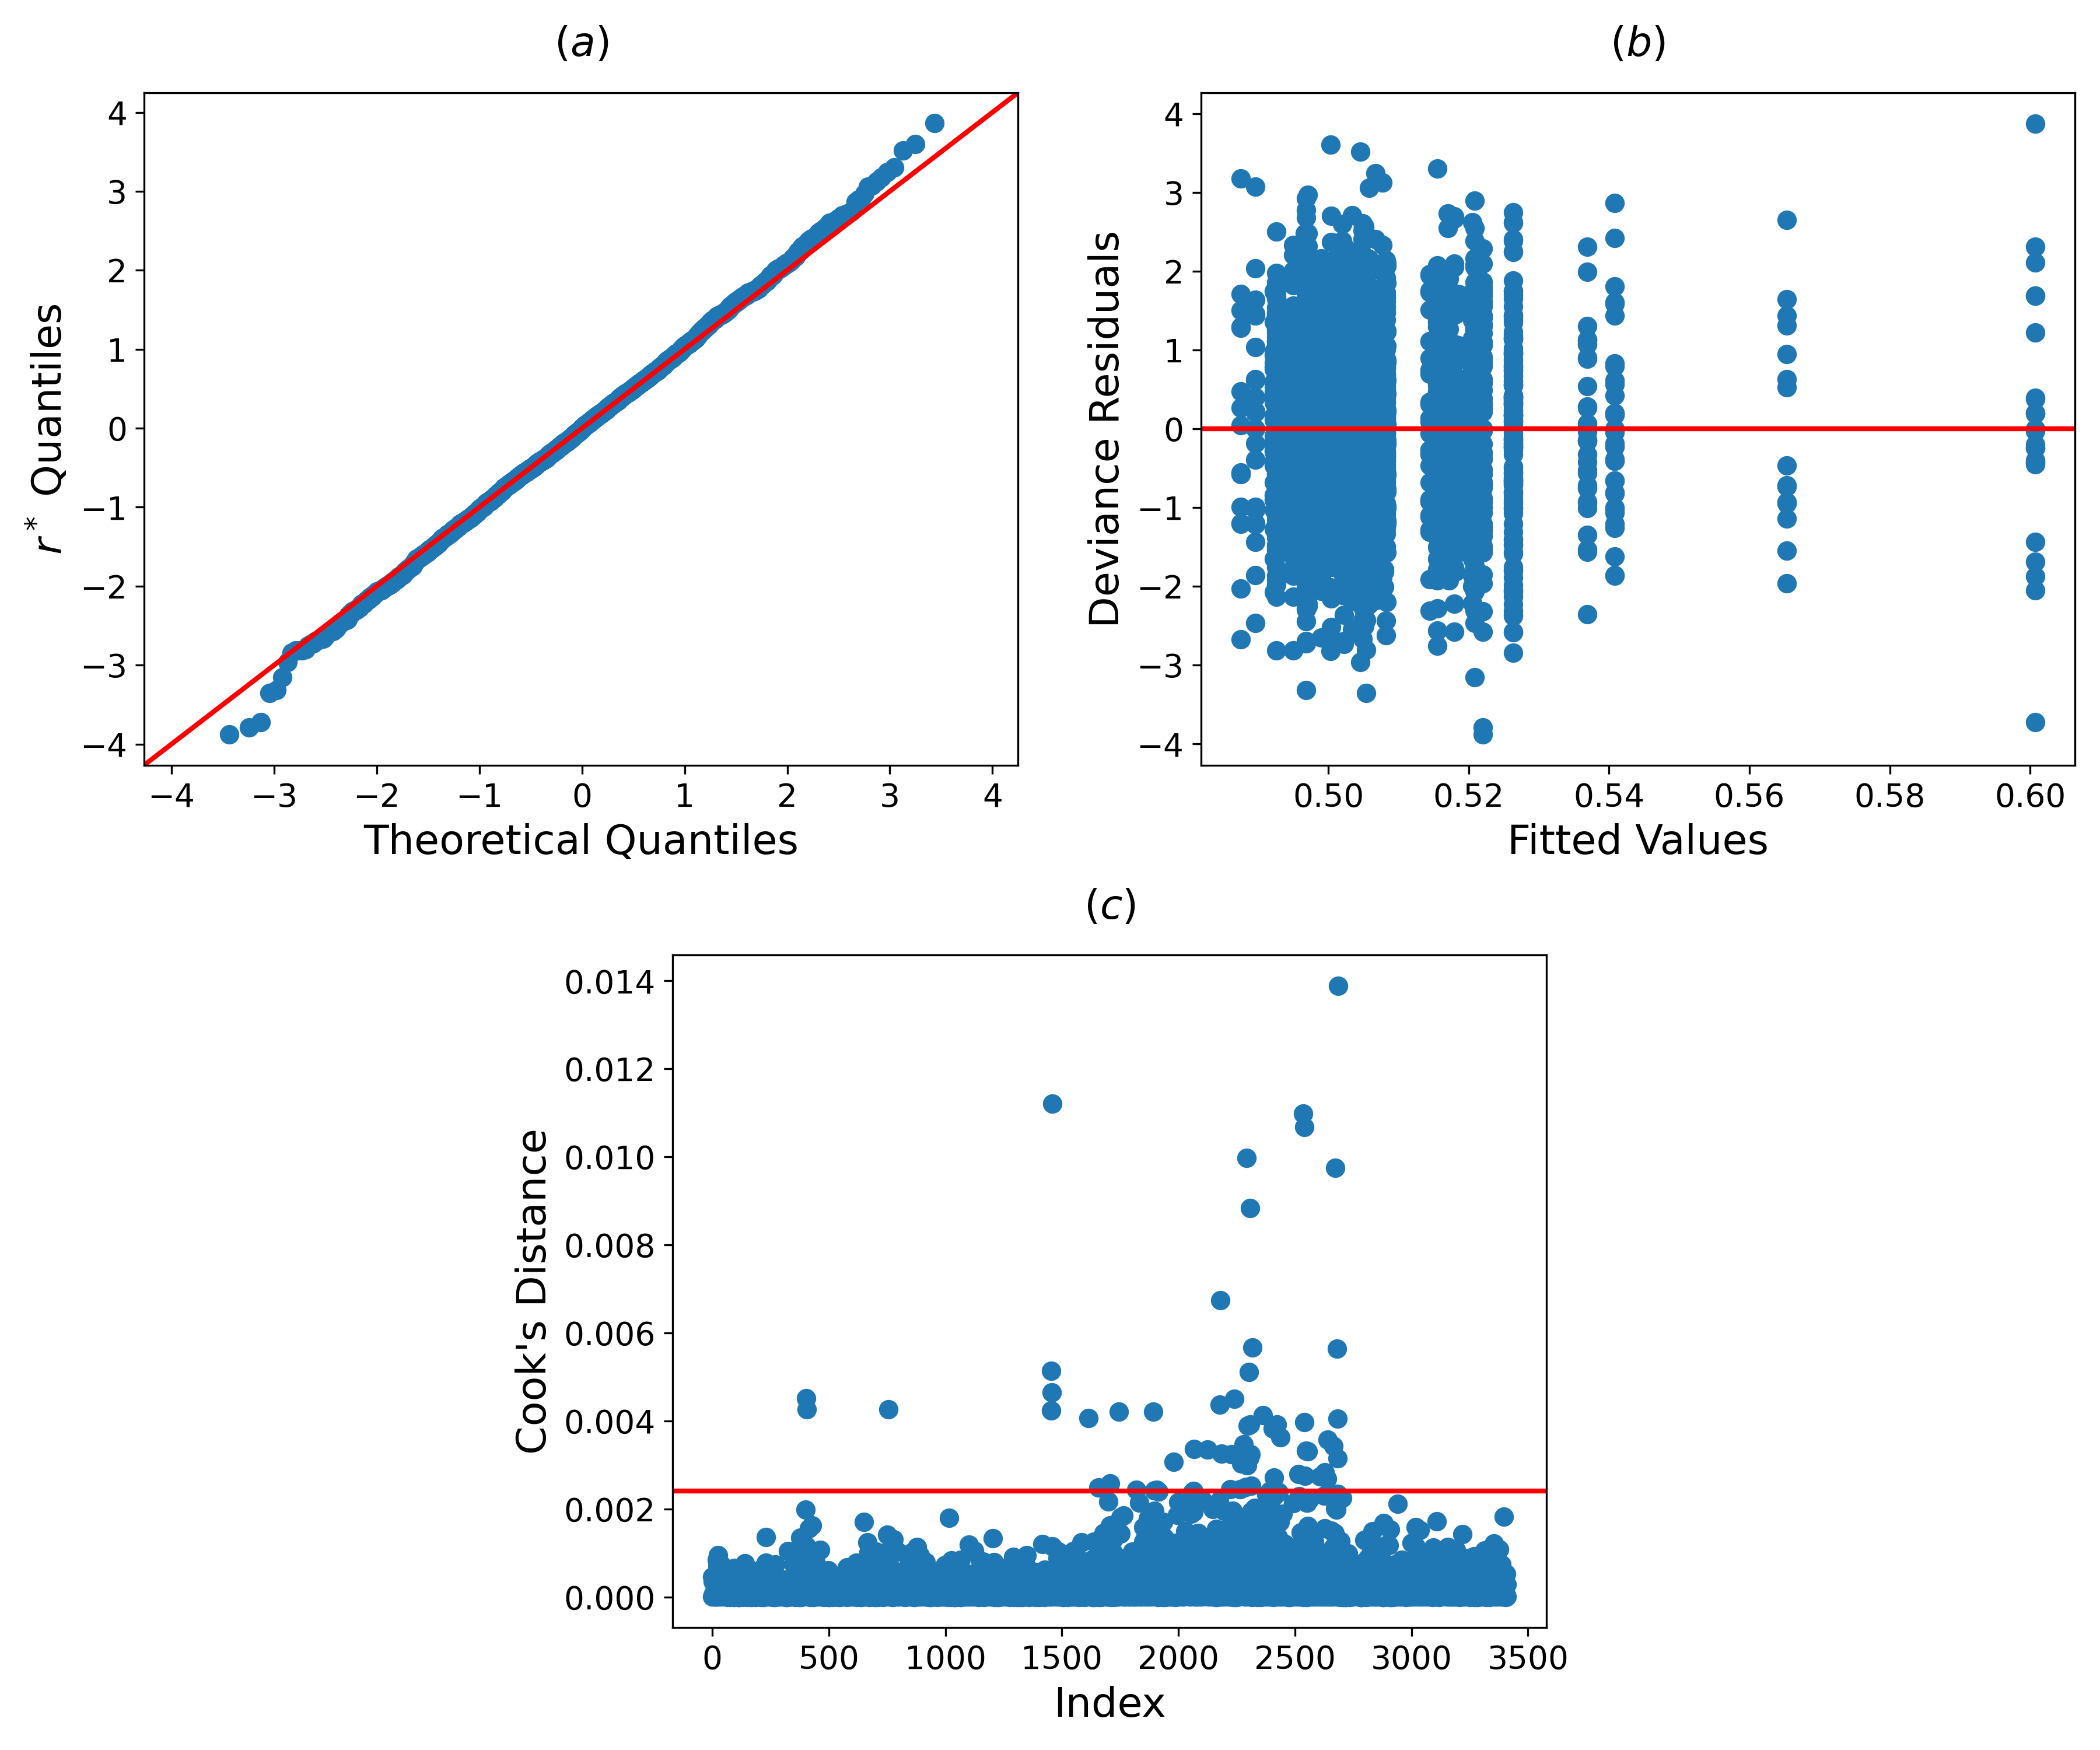 (a)
4
3
2
1
0
−1
−2
−3
−4
r* Quantiles
−4 −3 −2 −1 0 1 2 3 4
Theoretical Quantiles
(b)
4
3
2
1
0
−1
−2
−3
−4
Deviance Residuals
0.50 0.52 0.54 0.56 0.58 0.60
Fitted Values
(c)
0.014
0.012
0.010
0.008
0.006
0.004
0.002
0.000
Cook's Distance
0 500 1000 1500 2000 2500 3000 3500
Index